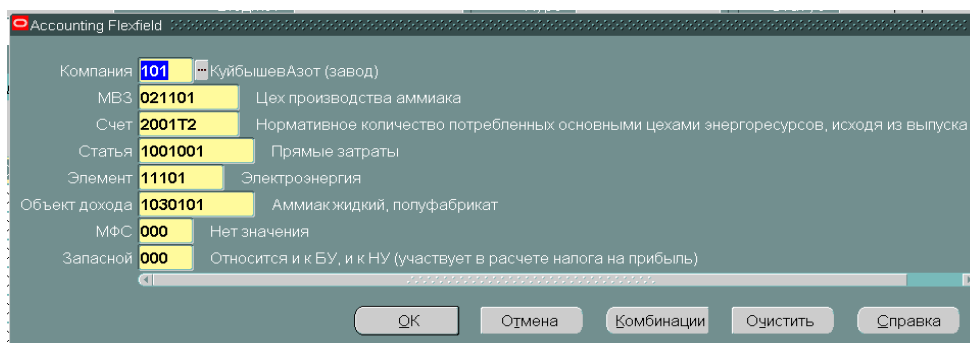 Accounting Flexfield
Компания 101 ... КуйбышевАзот (завод)
МВЗ 021101 Цех производства аммиака
Счет 2001T2 Нормативное количество потребленных основными цехами энергоресурсов, исходя из выпуска
Статья 1001001 Прямые затраты
Элемент 11101 Электроэнергия
Объект дохода 1030101 Аммиак жидкий, полуфабрикат
МФС 000 Нет значения
Запасной 000 Относится и к БУ, и к НУ (участвует в расчете налога на прибыль)
OK Отмена Комбинации Очистить Справка